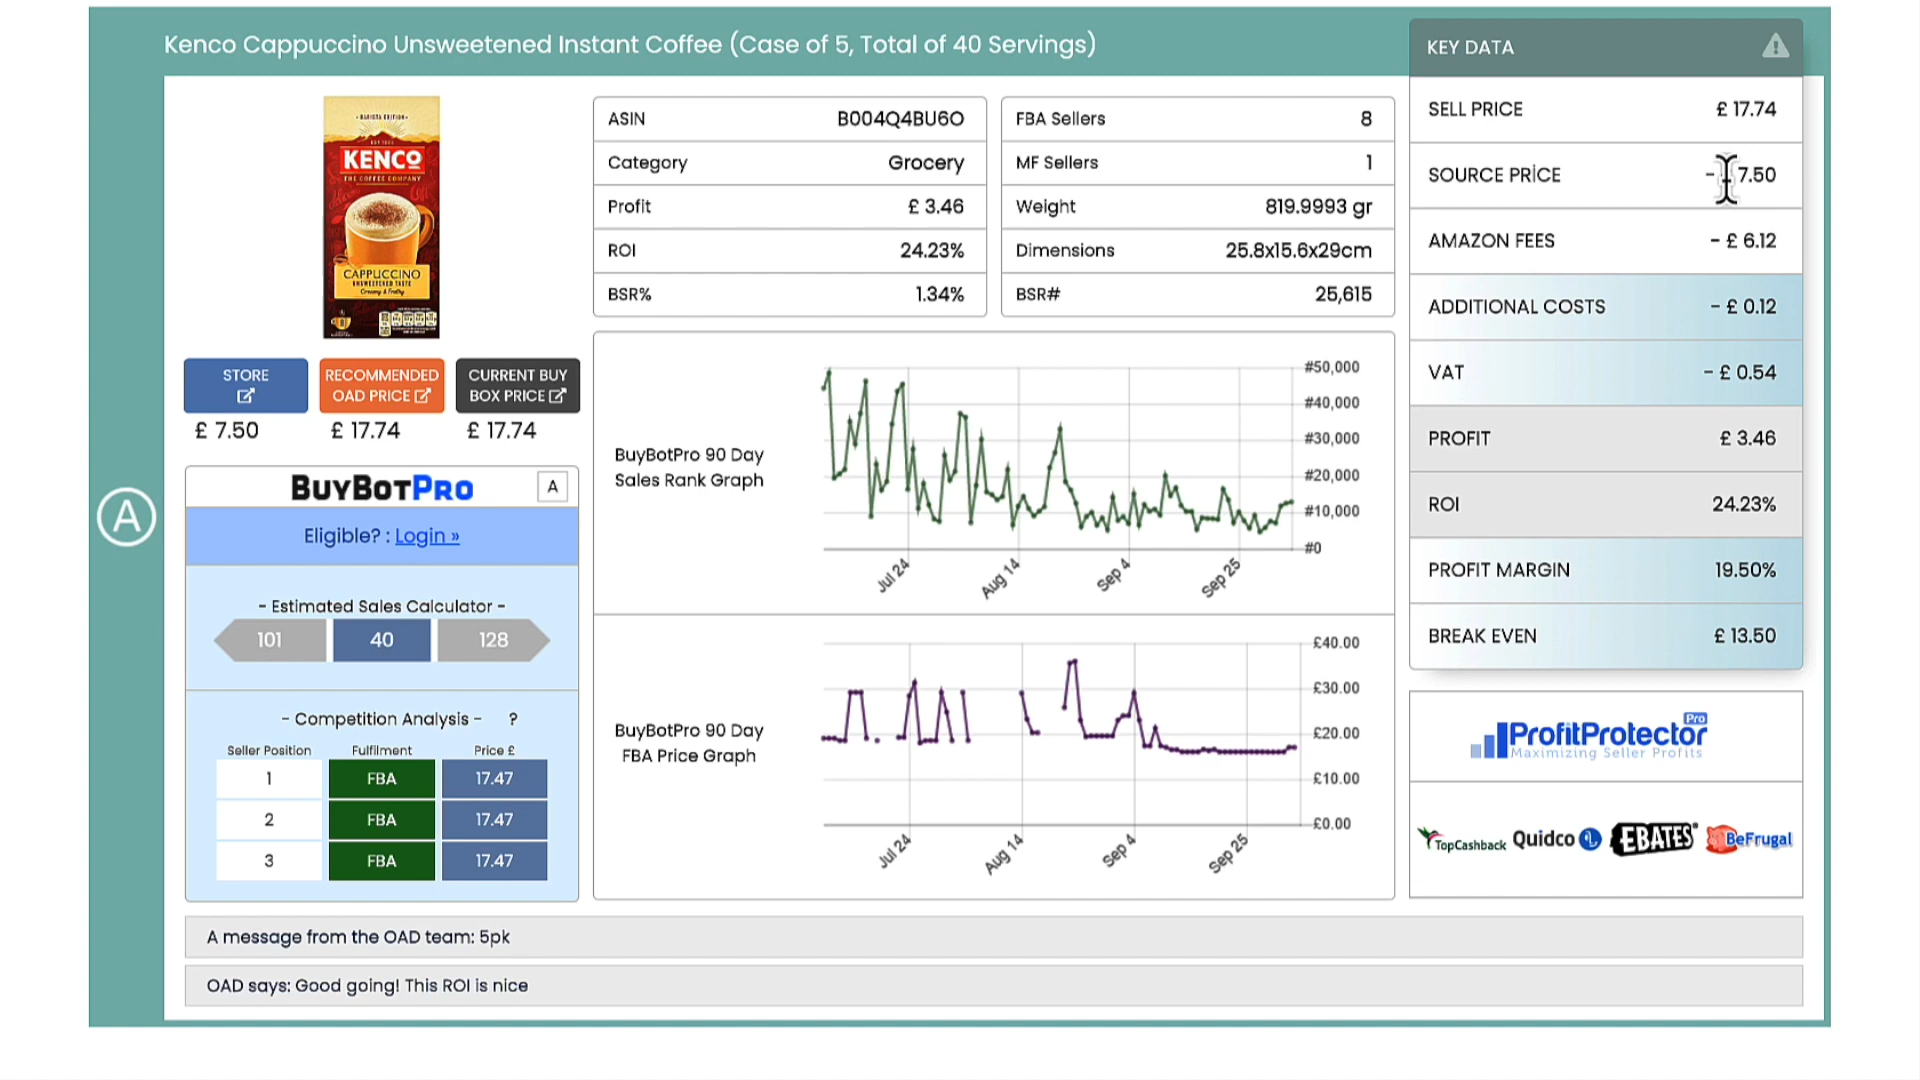 Kenco Cappuccino Unsweetened Instant Coffee (Case of 5, Total of 40 Servings)
KEY DATA
SELL PRICE £ 17.74
SOURCE PRICE - 7.50
AMAZON FEES - £ 6.12
ADDITIONAL COSTS - £ 0.12
VAT - £ 0.54
PROFIT £ 3.46
ROI 24.23%
PROFIT MARGIN 19.50%
BREAK EVEN £ 13.50
• BARISTA EDITION •
KENCO
THE COFFEE COMPANY
CAPPUCCINO
UNSWEETENED TASTE
Creamy & Frothy
ASIN B004Q4BU6O
Category Grocery
Profit £ 3.46
ROI 24.23%
BSR% 1.34%
FBA Sellers 8
MF Sellers 1
Weight 819.9993 gr
Dimensions 25.8x15.6x29cm
BSR# 25,615
STORE
£ 7.50
RECOMMENDED
OAD PRICE
£ 17.74
CURRENT BUY
BOX PRICE
£ 17.74
BUYBOTPRO A
Eligible? : Login »
- Estimated Sales Calculator -
101 40 128
- Competition Analysis - ?
Seller Position Fulfilment Price £
1 FBA 17.47
2 FBA 17.47
3 FBA 17.47
A
BuyBotPro 90 Day
Sales Rank Graph
#50,000
#40,000
#30,000
#20,000
#10,000
#0
Jul 24
Aug 14
Sep 4
Sep 25
BuyBotPro 90 Day
FBA Price Graph
£40.00
£30.00
£20.00
£10.00
£0.00
Jul 24
Aug 14
Sep 4
Sep 25
ProfitProtector Pro
Maximizing Seller Profits
TopCashback Quidco EBATES BeFrugal
A message from the OAD team: 5pk
OAD says: Good going! This ROI is nice